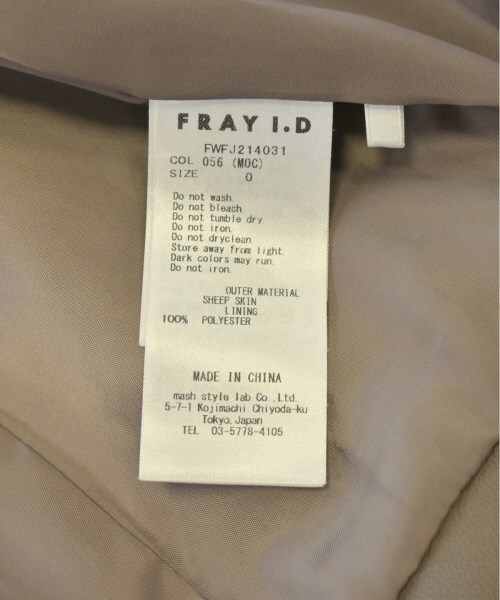 FRAY I.D
FWFJ214031
COL 056 (MOC)
SIZE 0
Do not wash.
Do not bleach.
Do not tumble dry.
Do not iron.
Do not dryclean.
Store away from light.
Dark colors may run.
Do not iron.
OUTER MATERIAL
SHEEP SKIN
LINING
100% POLYESTER
MADE IN CHINA
mash style lab Co.,Ltd.
5-7-1 Kojimachi Chiyoda-ku
Tokyo,Japan
TEL 03-5778-4105